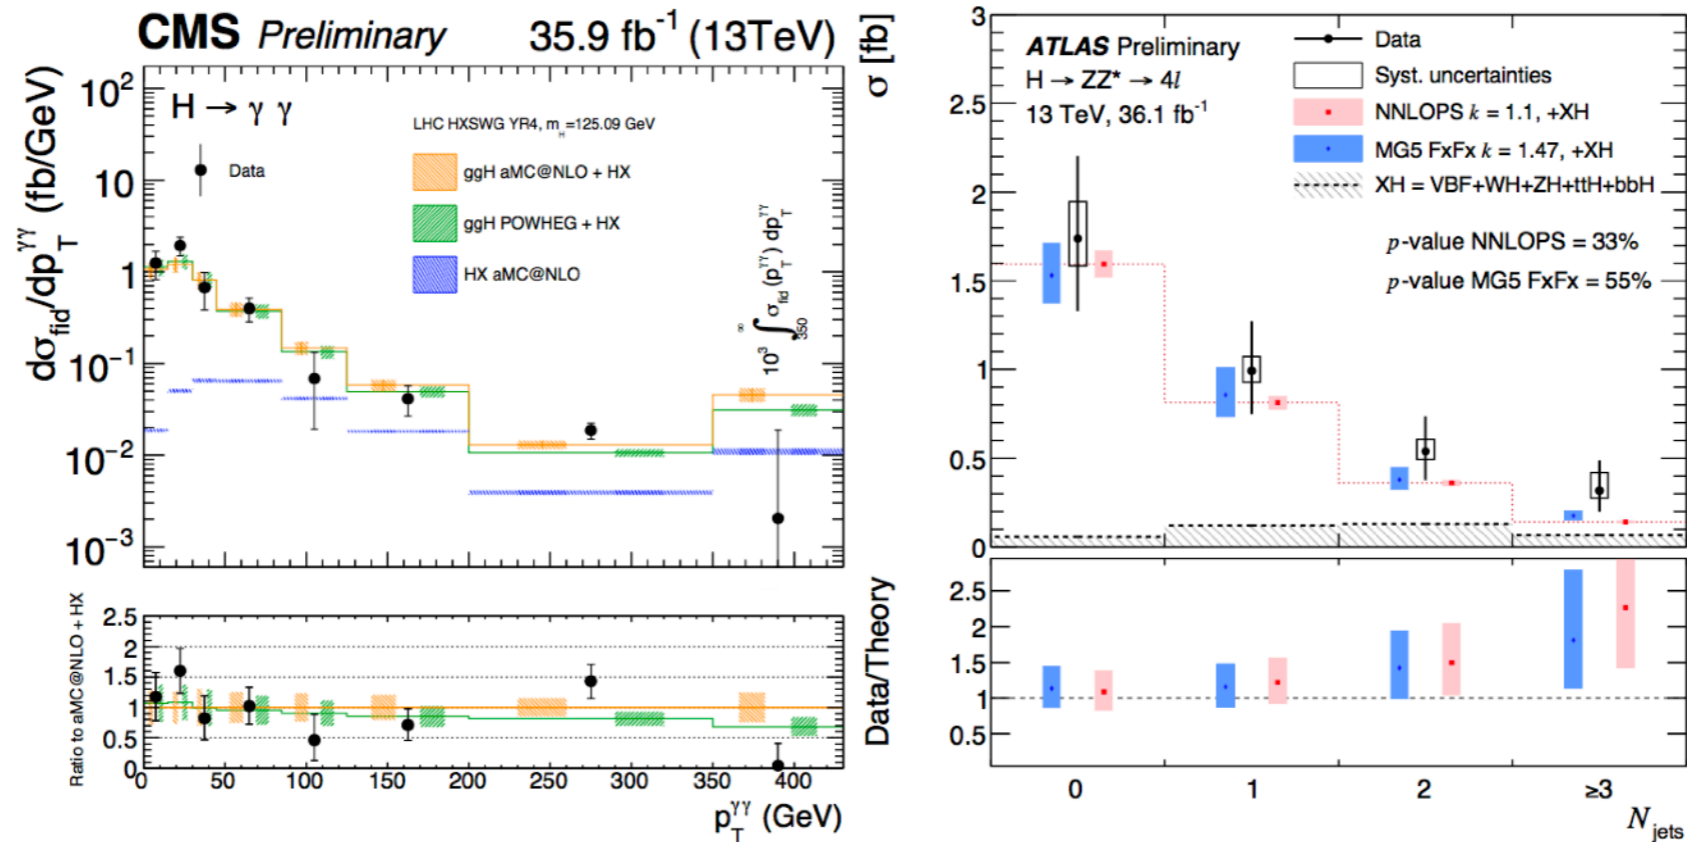 CMS Preliminary 35.9 fb⁻¹ (13TeV)
dσ_fid/dp_T^γγ (fb/GeV)
10²
10
1
10⁻¹
10⁻²
10⁻³
H → γ γ
Data
LHC HXSWG YR4, m_H=125.09 GeV
ggH aMC@NLO + HX
ggH POWHEG + HX
HX aMC@NLO
10³ ∫_350^∞ σ_fid (p_T^γγ) dp_T^γγ
Ratio to aMC@NLO + HX
2.5
2
1.5
1
0.5
0
0 50 100 150 200 250 300 350 400
p_T^γγ (GeV)
σ [fb]
3
2.5
2
1.5
1
0.5
0
ATLAS Preliminary
H → ZZ* → 4l
13 TeV, 36.1 fb⁻¹
Data
Syst. uncertainties
NNLOPS k = 1.1, +XH
MG5 FxFx k = 1.47, +XH
XH = VBF+WH+ZH+ttH+bbH
p-value NNLOPS = 33%
p-value MG5 FxFx = 55%
Data/Theory
2.5
2
1.5
1
0.5
0 1 2 ≥3
N_jets